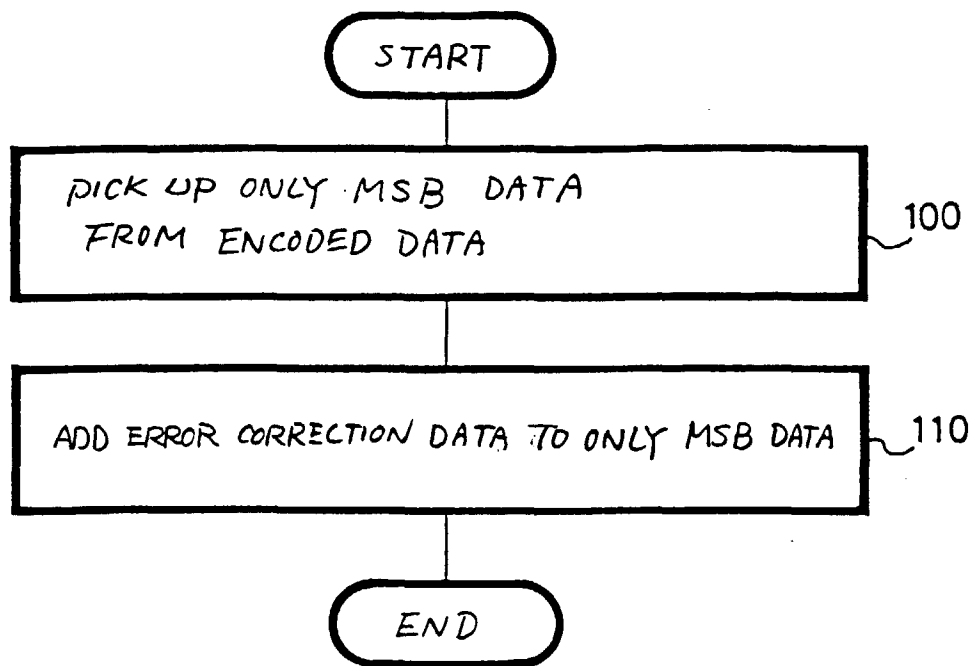 START
PICK UP ONLY MSB DATA
FROM ENCODED DATA
100
ADD ERROR CORRECTION DATA TO ONLY MSB DATA
110
END